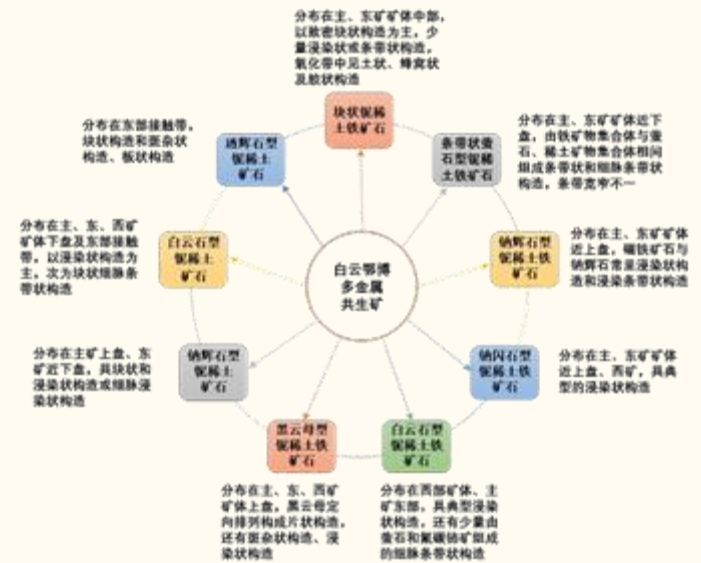 分布在主、东矿矿体中部，
以致密块状构造为主，少
量浸染状或条带状构造，
氧化带中见土状、蜂窝状
及胶状构造
块状铌稀
土铁矿石
分布在主、东矿矿体近下
盘，由铁矿物集合体与萤
石、稀土矿物集合体相间
组成条带状和细脉条带状
构造，条带宽窄不一
条带状萤
石型铌稀
土铁矿石
分布在主、东矿矿体
近上盘，磁铁矿石与
钠辉石常呈浸染状构
造和浸染条带状构造
钠辉石型
铌稀土铁
矿石
分布在主、东矿矿体
近上盘、西矿，具典
型的浸染状构造
钠闪石型
铌稀土铁
矿石
白云石型
铌稀土铁
矿石
分布在西部矿体、主
矿东部，具典型浸染
状构造，还有少量由
萤石和氟碳铈矿组成
的细脉条带状构造
黑云母型
铌稀土铁
矿石
分布在主、东、西矿
矿体上盘，黑云母定
向排列构成片状构造，
还有斑杂状构造、浸
染状构造
钠辉石型
铌稀土
矿石
分布在主矿上盘、东
矿近下盘，具块状和
浸染状构造或细脉浸
染状构造
白云石型
铌稀土
矿石
分布在主、东、西矿
矿体下盘及东部接触
带，以浸染状构造为
主，次为块状细脉条
带状构造
透辉石型
铌稀土
矿石
分布在东部接触带，
块状构造和斑杂状
构造、板状构造
白云鄂博
多金属
共生矿